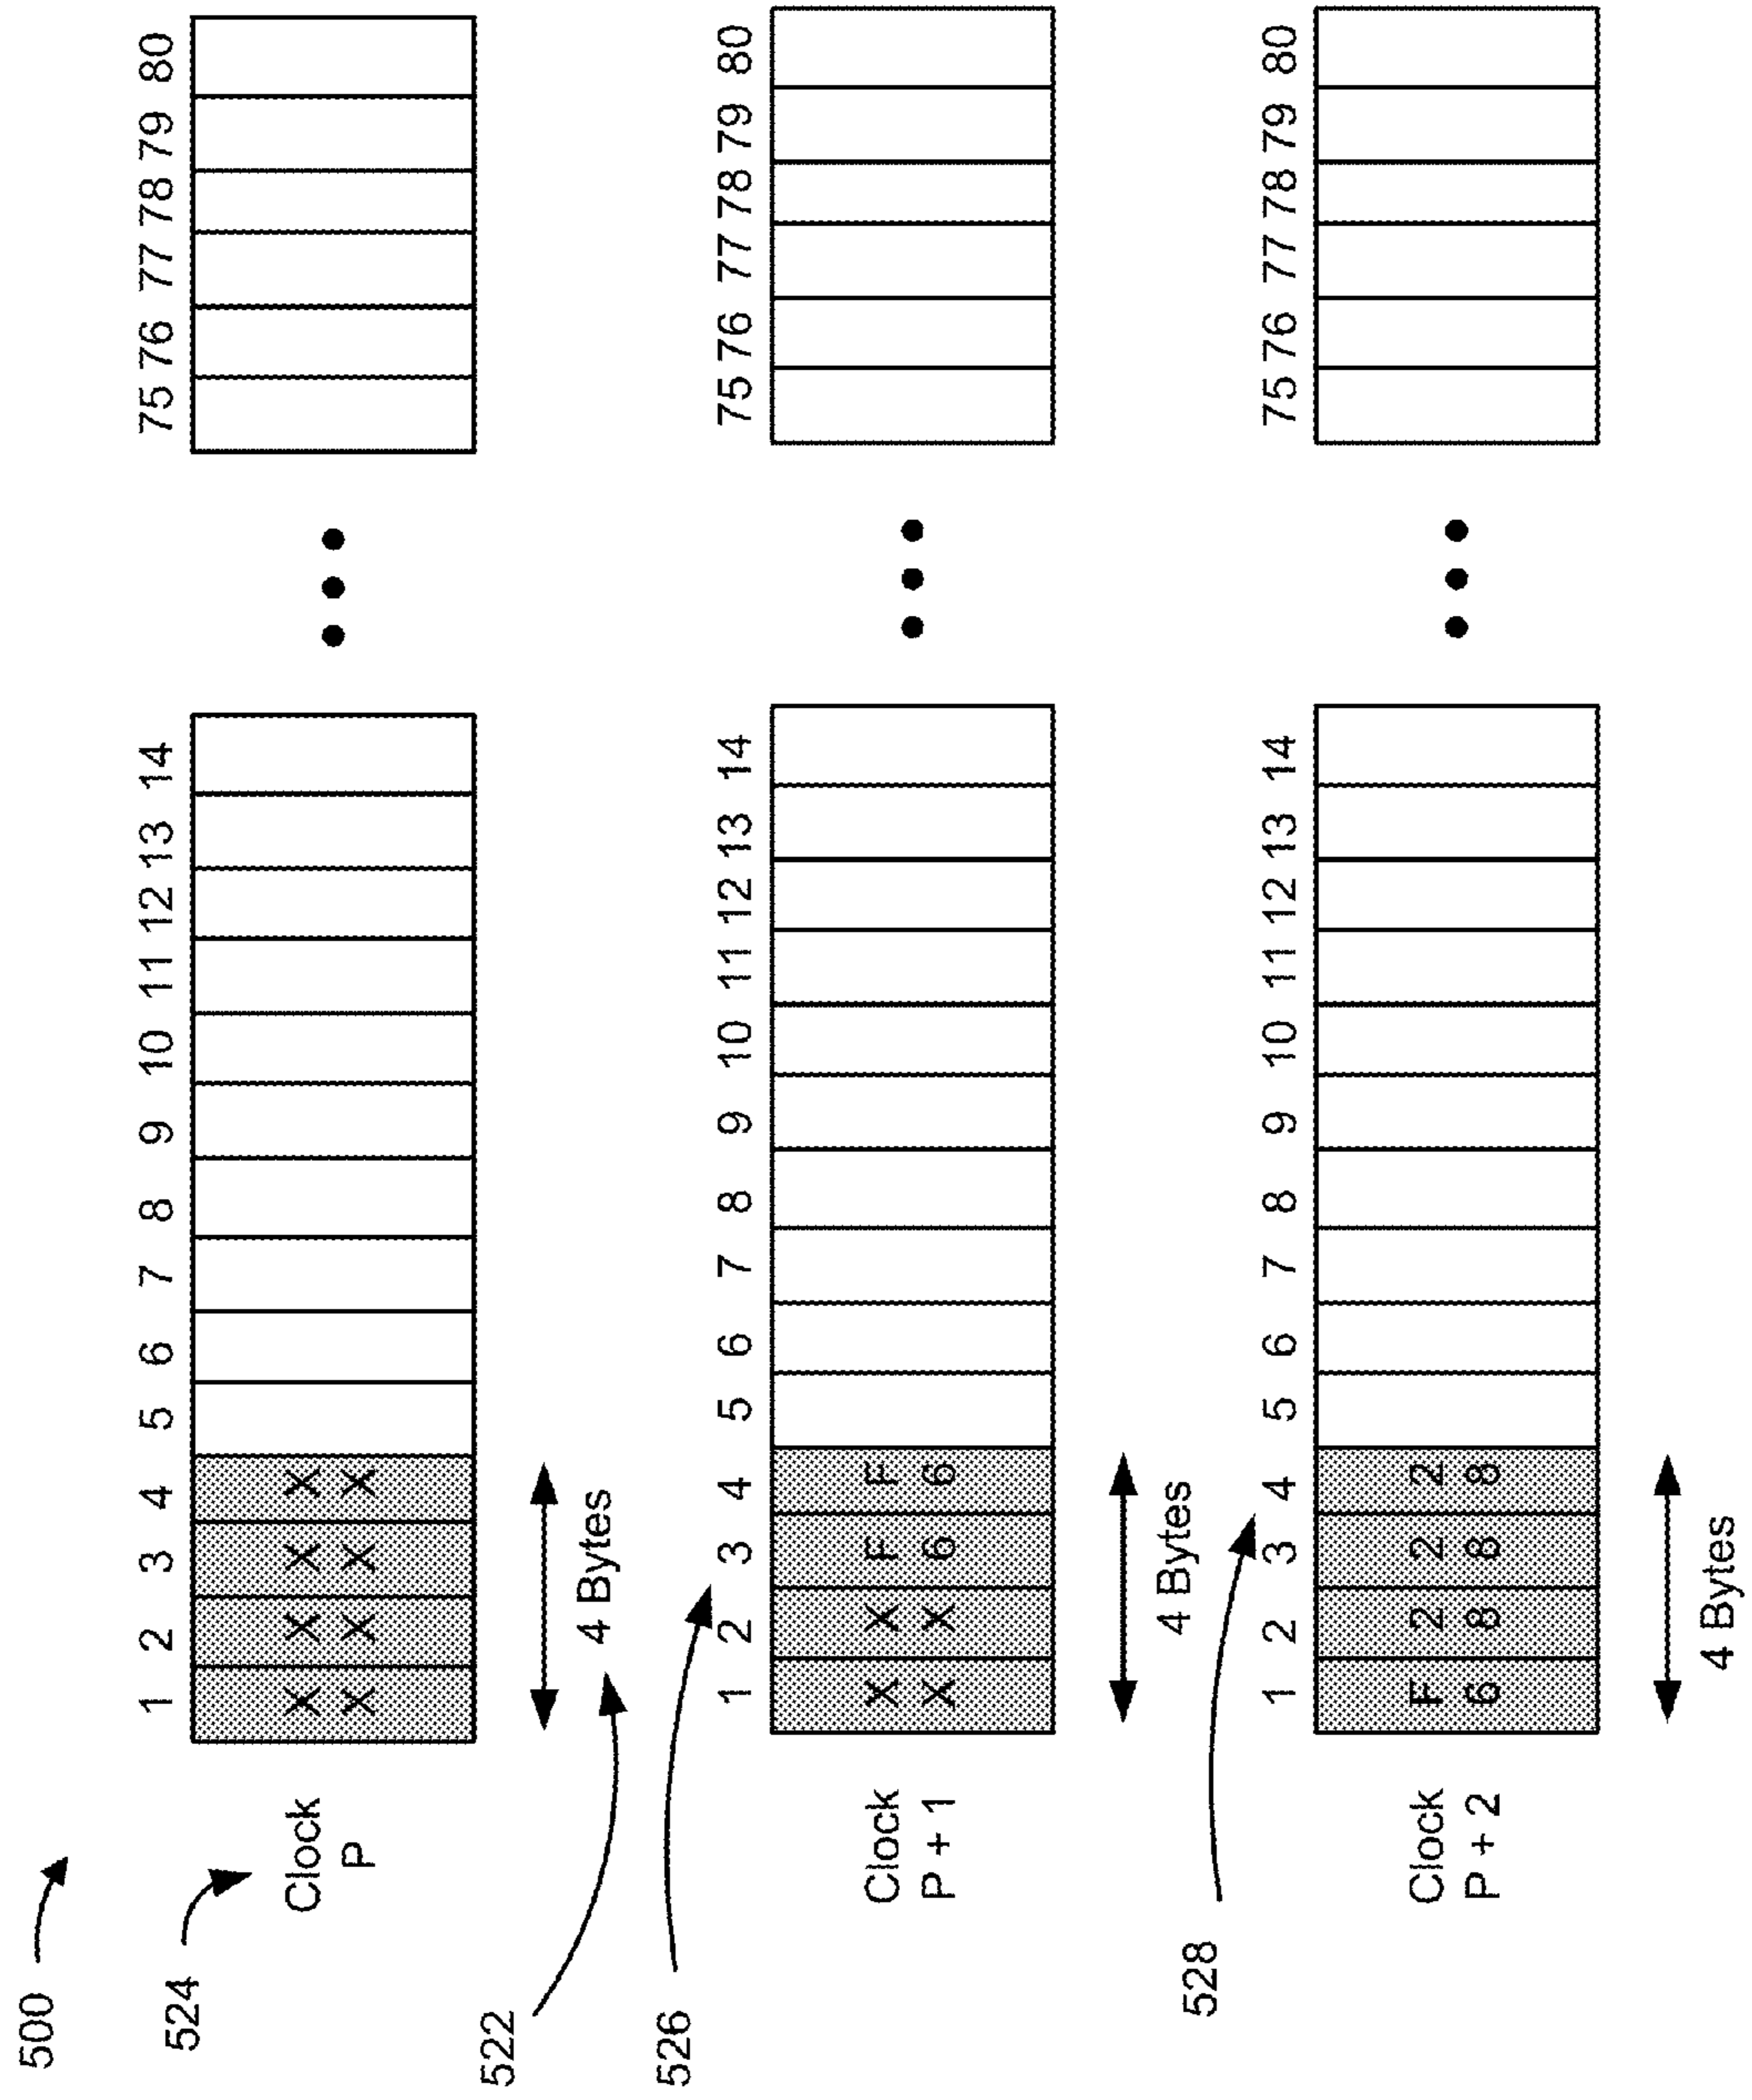 500
524
1 2 3 4 5 6 7 8 9 10 11 12 13 14 75 76 77 78 79 80
Clock X X X X
P X X X X
522
4 Bytes
526
1 2 3 4 5 6 7 8 9 10 11 12 13 14 75 76 77 78 79 80
Clock X X F F
P + 1 X X 6 6
4 Bytes
528
1 2 3 4 5 6 7 8 9 10 11 12 13 14 75 76 77 78 79 80
Clock F 2 2 2
P + 2 6 8 8 8
4 Bytes